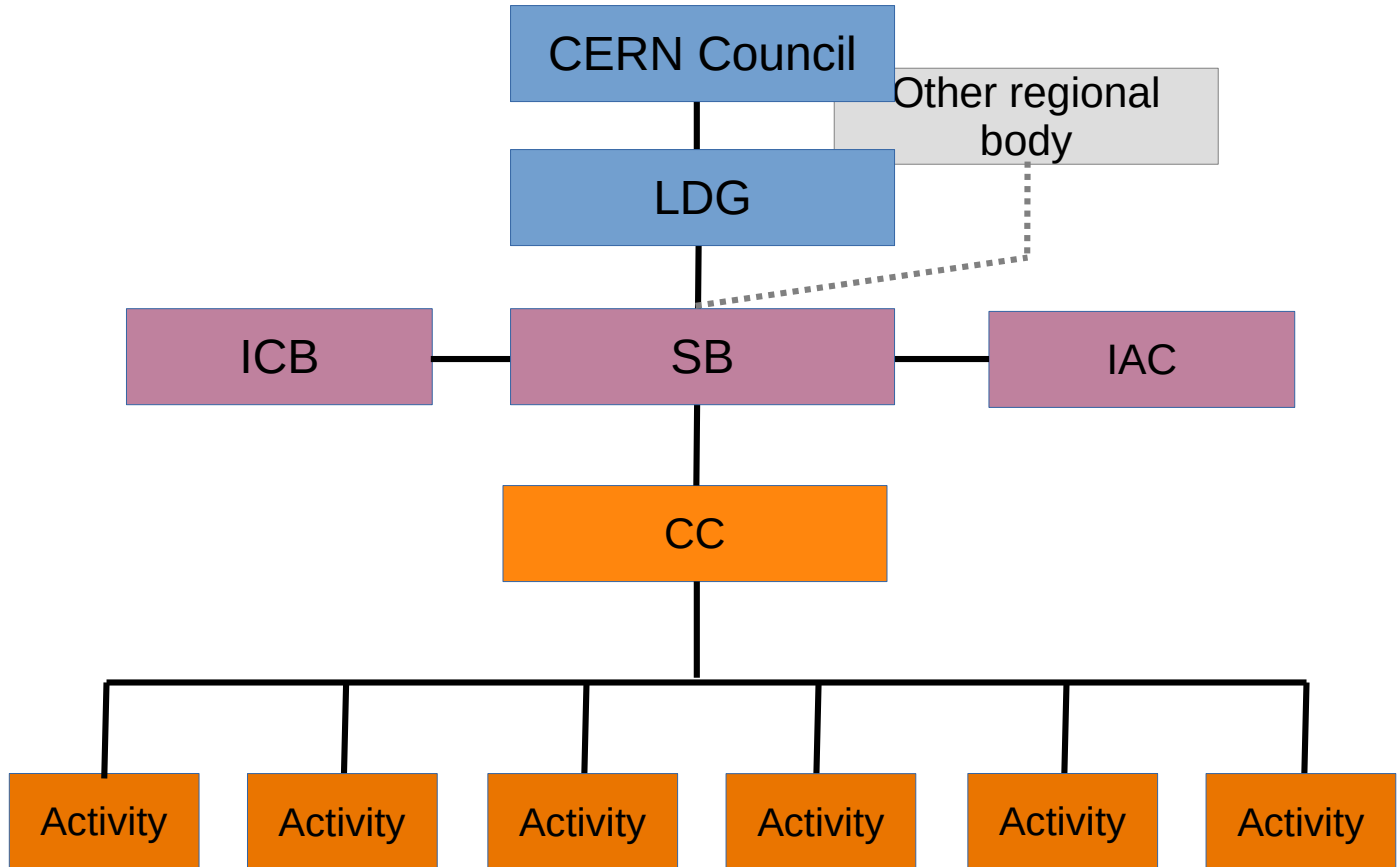 CERN Council
Other regional
body
LDG
ICB
SB
IAC
CC
Activity
Activity
Activity
Activity
Activity
Activity